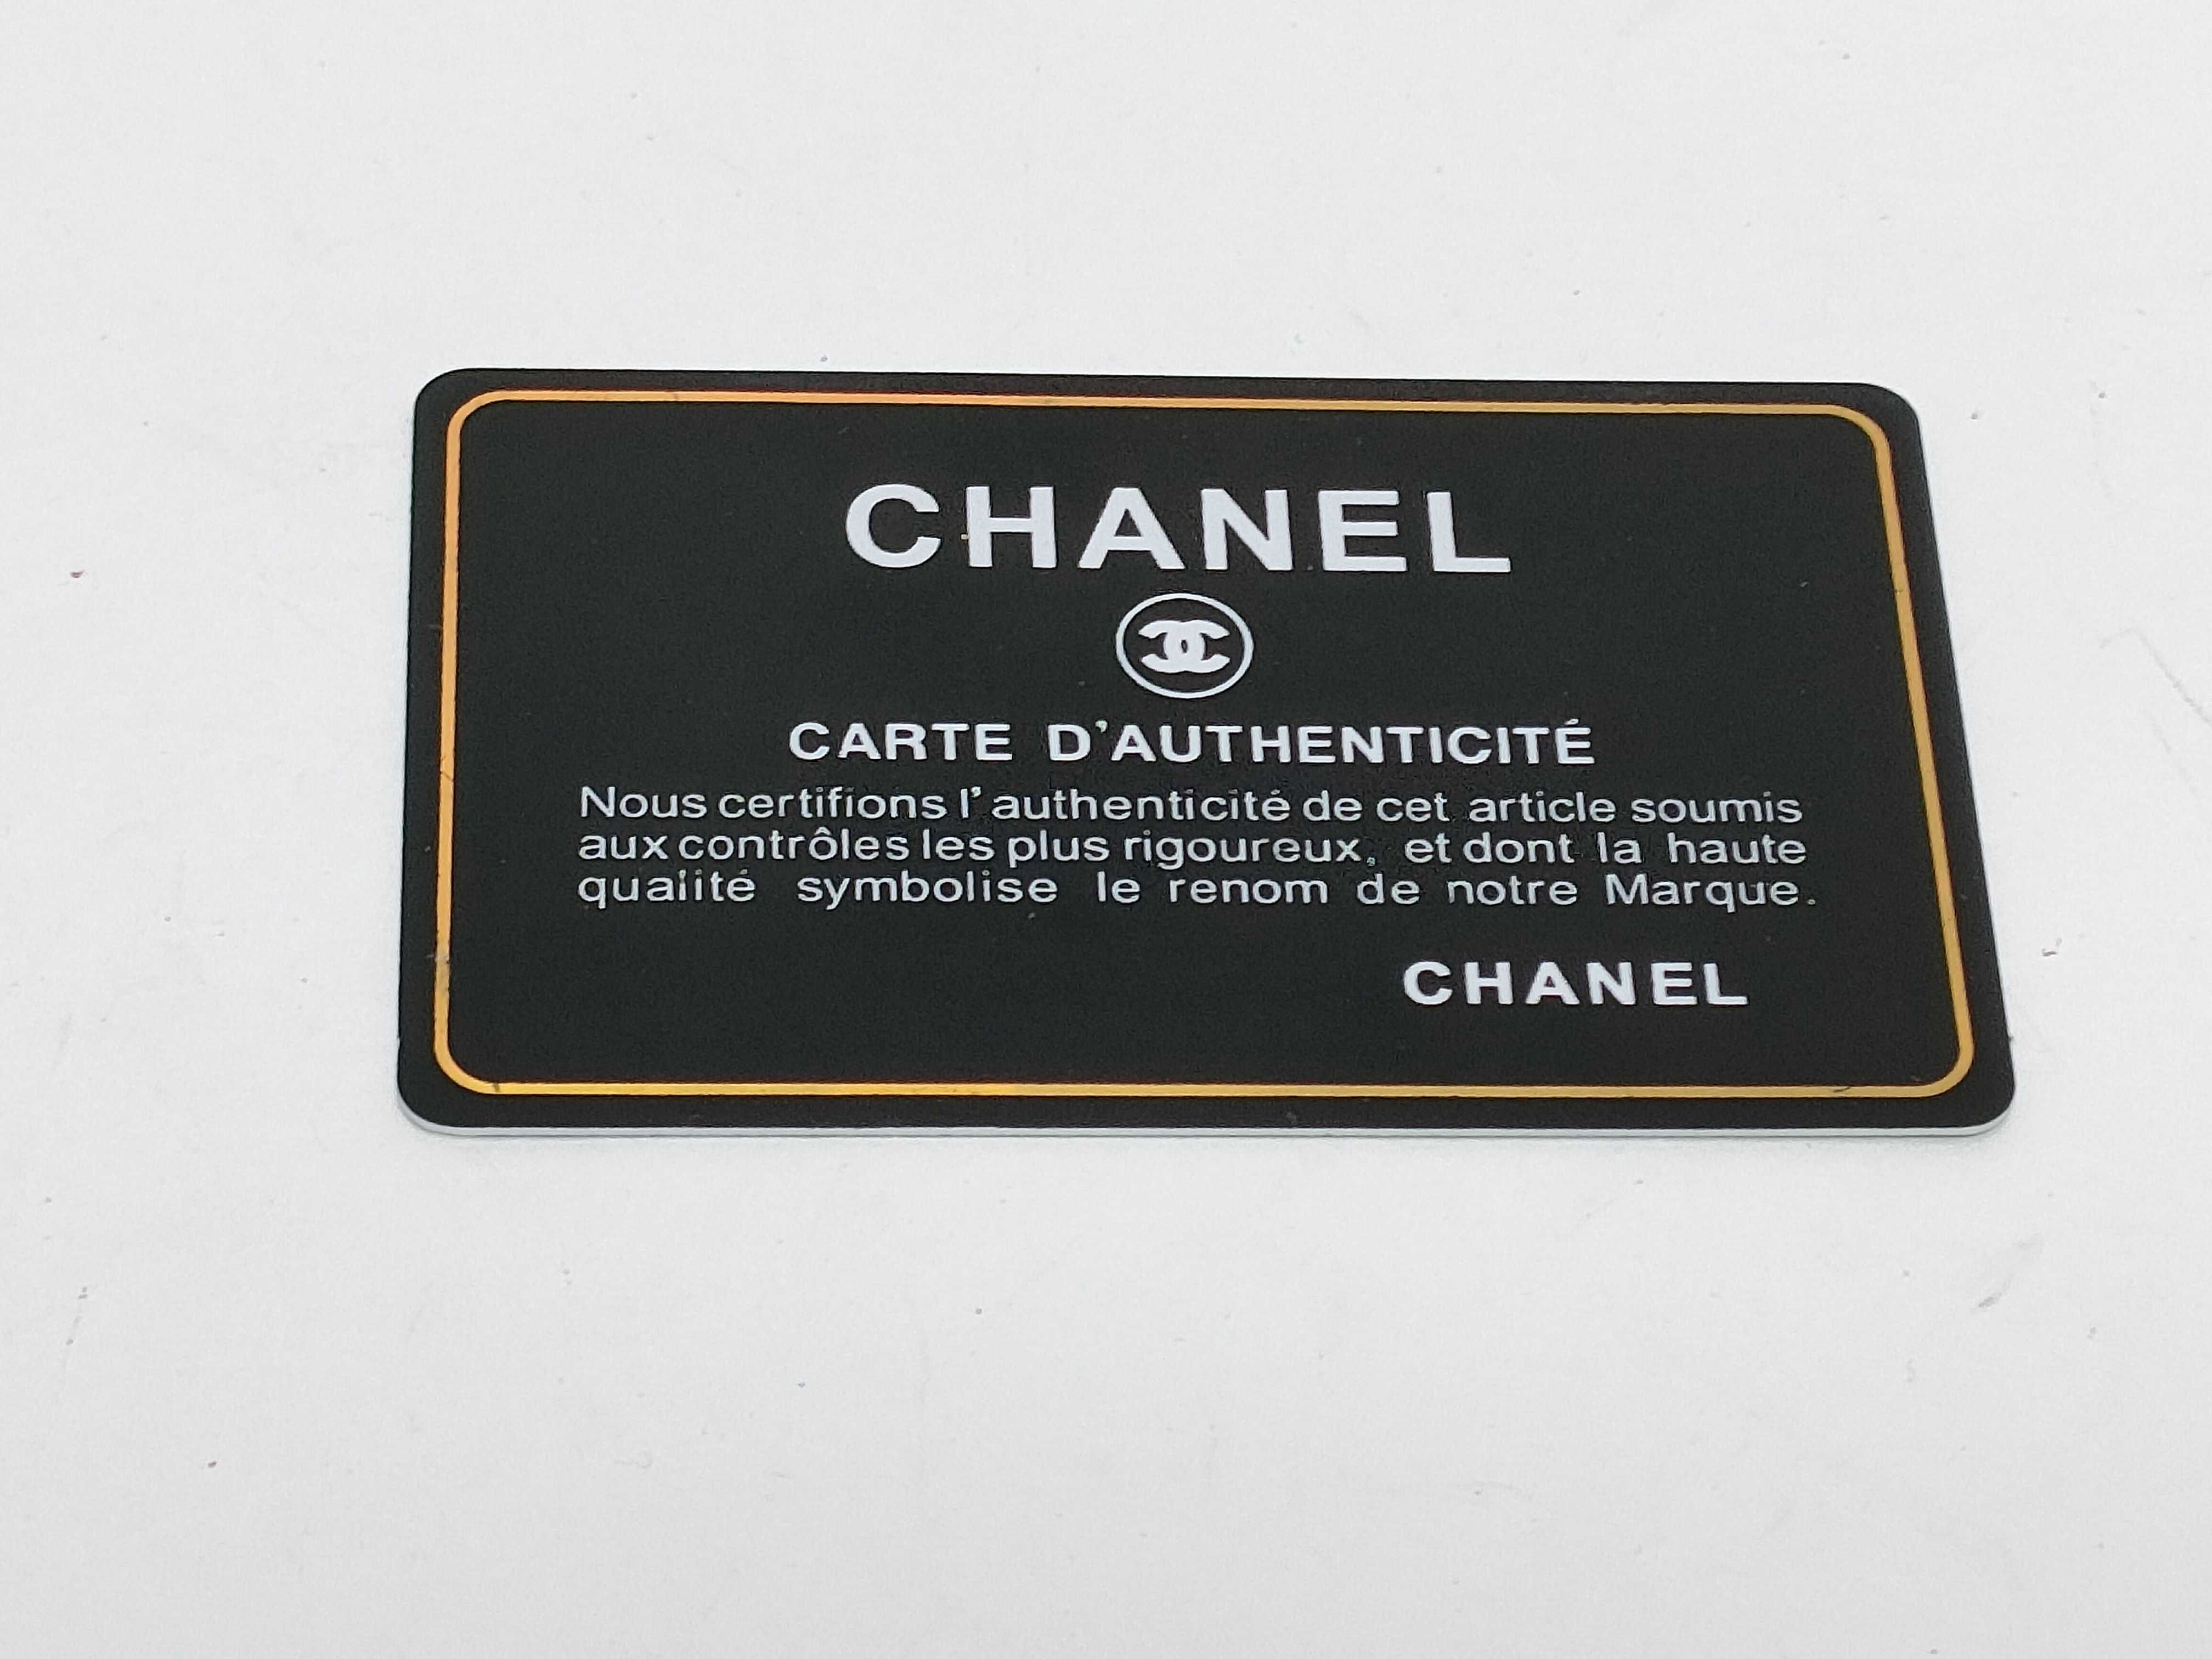 CHANEL
CARTE D'AUTHENTICITÉ
Nous certifions l'authenticité de cet article soumis
aux contrôles les plus rigoureux, et dont la haute
qualité symbolise le renom de notre Marque.
CHANEL